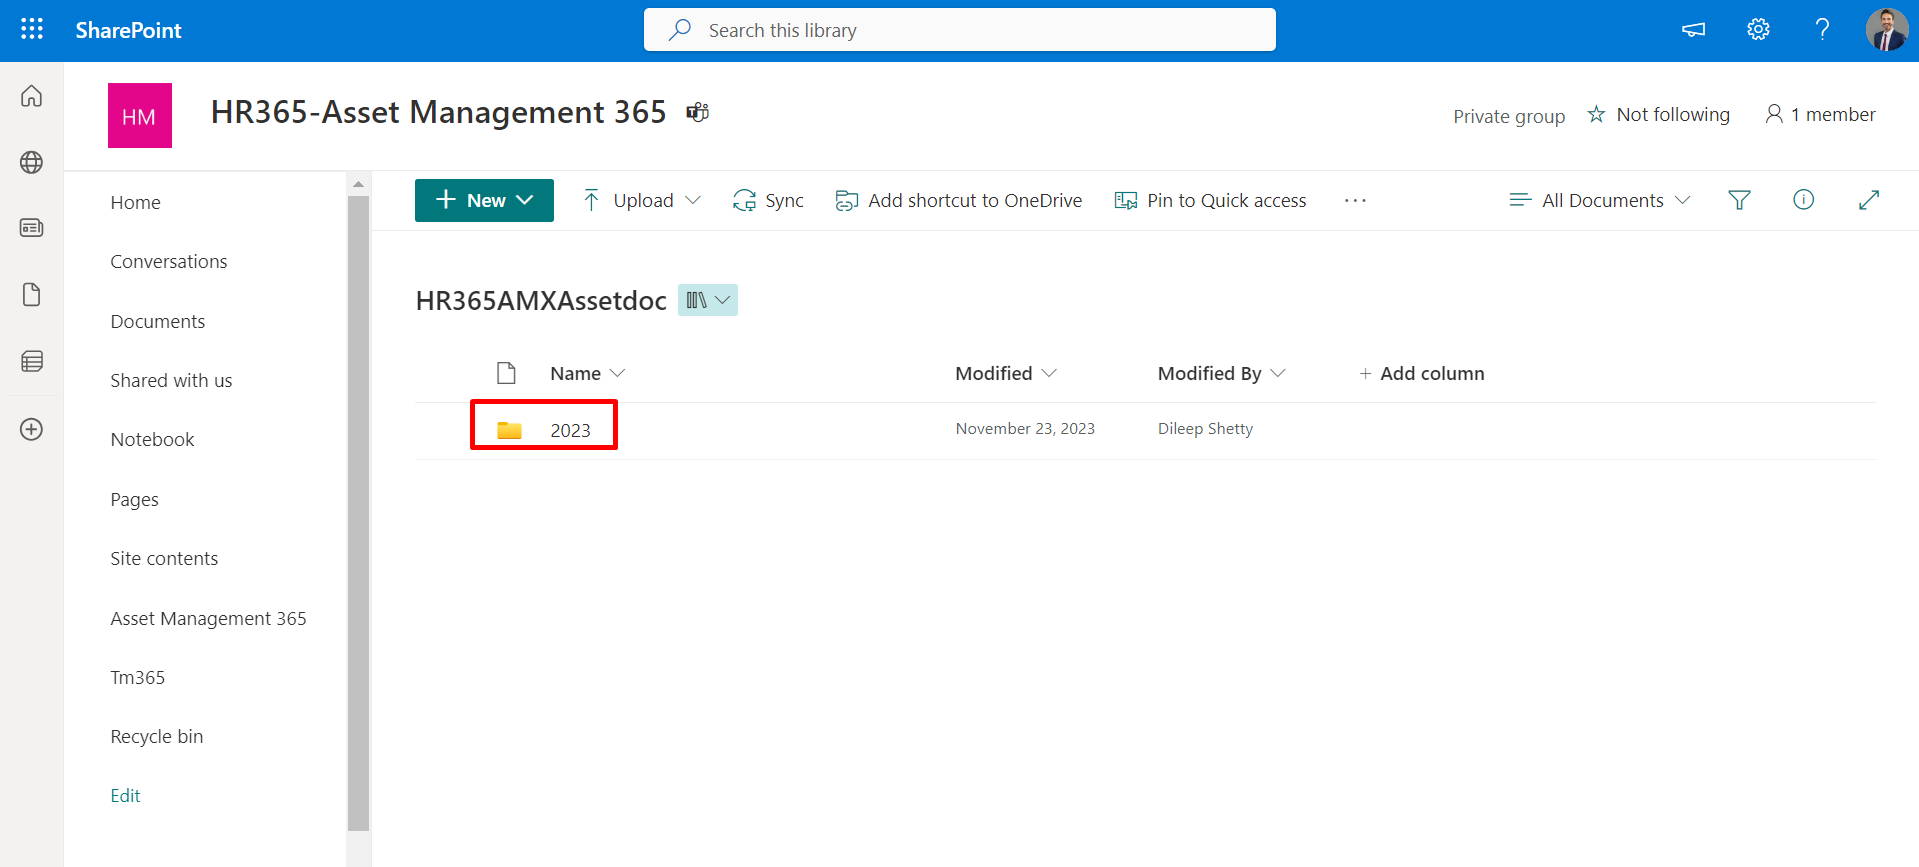 SharePoint
Search this library
HM
HR365-Asset Management 365
Private group
Not following
1 member
Home
Conversations
Documents
Shared with us
Notebook
Pages
Site contents
Asset Management 365
Tm365
Recycle bin
Edit
New
Upload
Sync
Add shortcut to OneDrive
Pin to Quick access
···
All Documents
HR365AMXAssetdoc
Name
Modified
Modified By
+ Add column
2023
November 23, 2023
Dileep Shetty